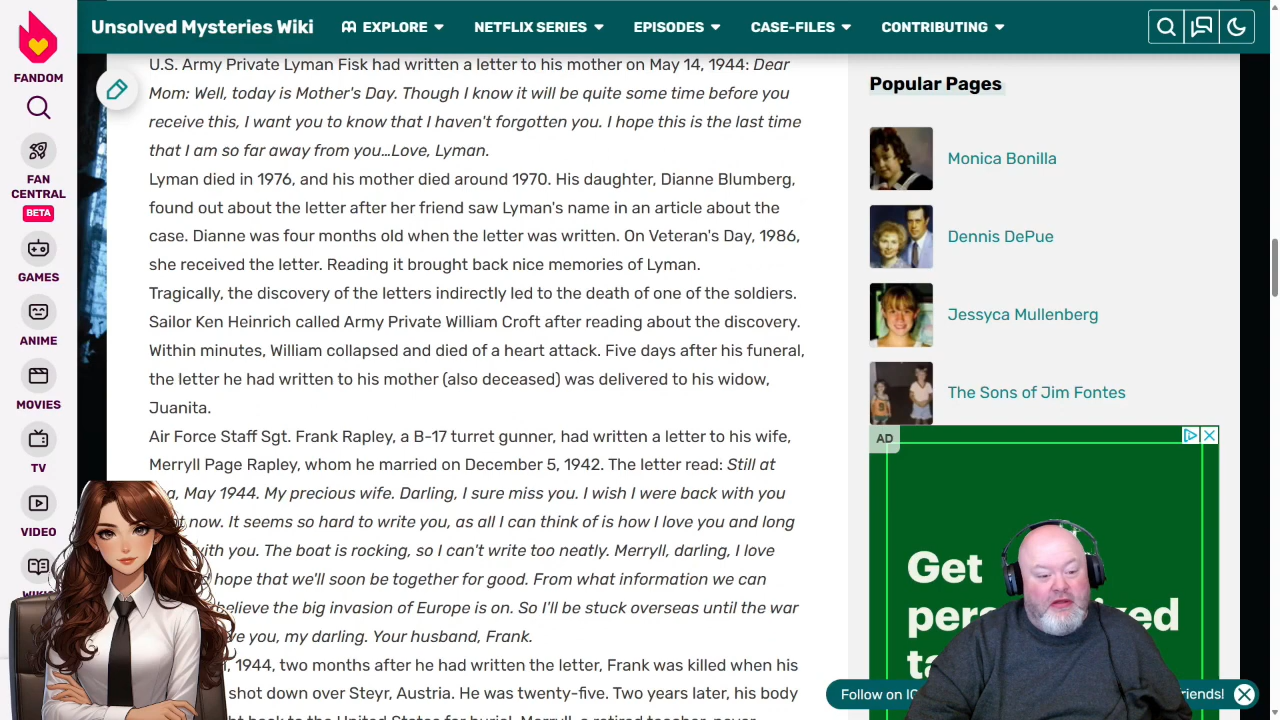 Unsolved Mysteries Wiki
EXPLORE
NETFLIX SERIES
EPISODES
CASE-FILES
CONTRIBUTING
FANDOM
FAN
CENTRAL
BETA
GAMES
ANIME
MOVIES
TV
VIDEO
U.S. Army Private Lyman Fisk had written a letter to his mother on May 14, 1944: Dear
Mom: Well, today is Mother's Day. Though I know it will be quite some time before you
receive this, I want you to know that I haven't forgotten you. I hope this is the last time
that I am so far away from you…Love, Lyman.
Lyman died in 1976, and his mother died around 1970. His daughter, Dianne Blumberg,
found out about the letter after her friend saw Lyman's name in an article about the
case. Dianne was four months old when the letter was written. On Veteran's Day, 1986,
she received the letter. Reading it brought back nice memories of Lyman.
Tragically, the discovery of the letters indirectly led to the death of one of the soldiers.
Sailor Ken Heinrich called Army Private William Croft after reading about the discovery.
Within minutes, William collapsed and died of a heart attack. Five days after his funeral,
the letter he had written to his mother (also deceased) was delivered to his widow,
Juanita.
Air Force Staff Sgt. Frank Rapley, a B-17 turret gunner, had written a letter to his wife,
Merryll Page Rapley, whom he married on December 5, 1942. The letter read: Still at
May 1944. My precious wife. Darling, I sure miss you. I wish I were back with you
now. It seems so hard to write you, as all I can think of is how I love you and long
with you. The boat is rocking, so I can't write too neatly. Merryll, darling, I love
hope that we'll soon be together for good. From what information we can
believe the big invasion of Europe is on. So I'll be stuck overseas until the war
you, my darling. Your husband, Frank.
1944, two months after he had written the letter, Frank was killed when his
shot down over Steyr, Austria. He was twenty-five. Two years later, his body
back to the United States for burial. Merryll, a retired teacher, never
Popular Pages
Monica Bonilla
Dennis DePue
Jessyca Mullenberg
The Sons of Jim Fontes
AD
Get
Follow on IG